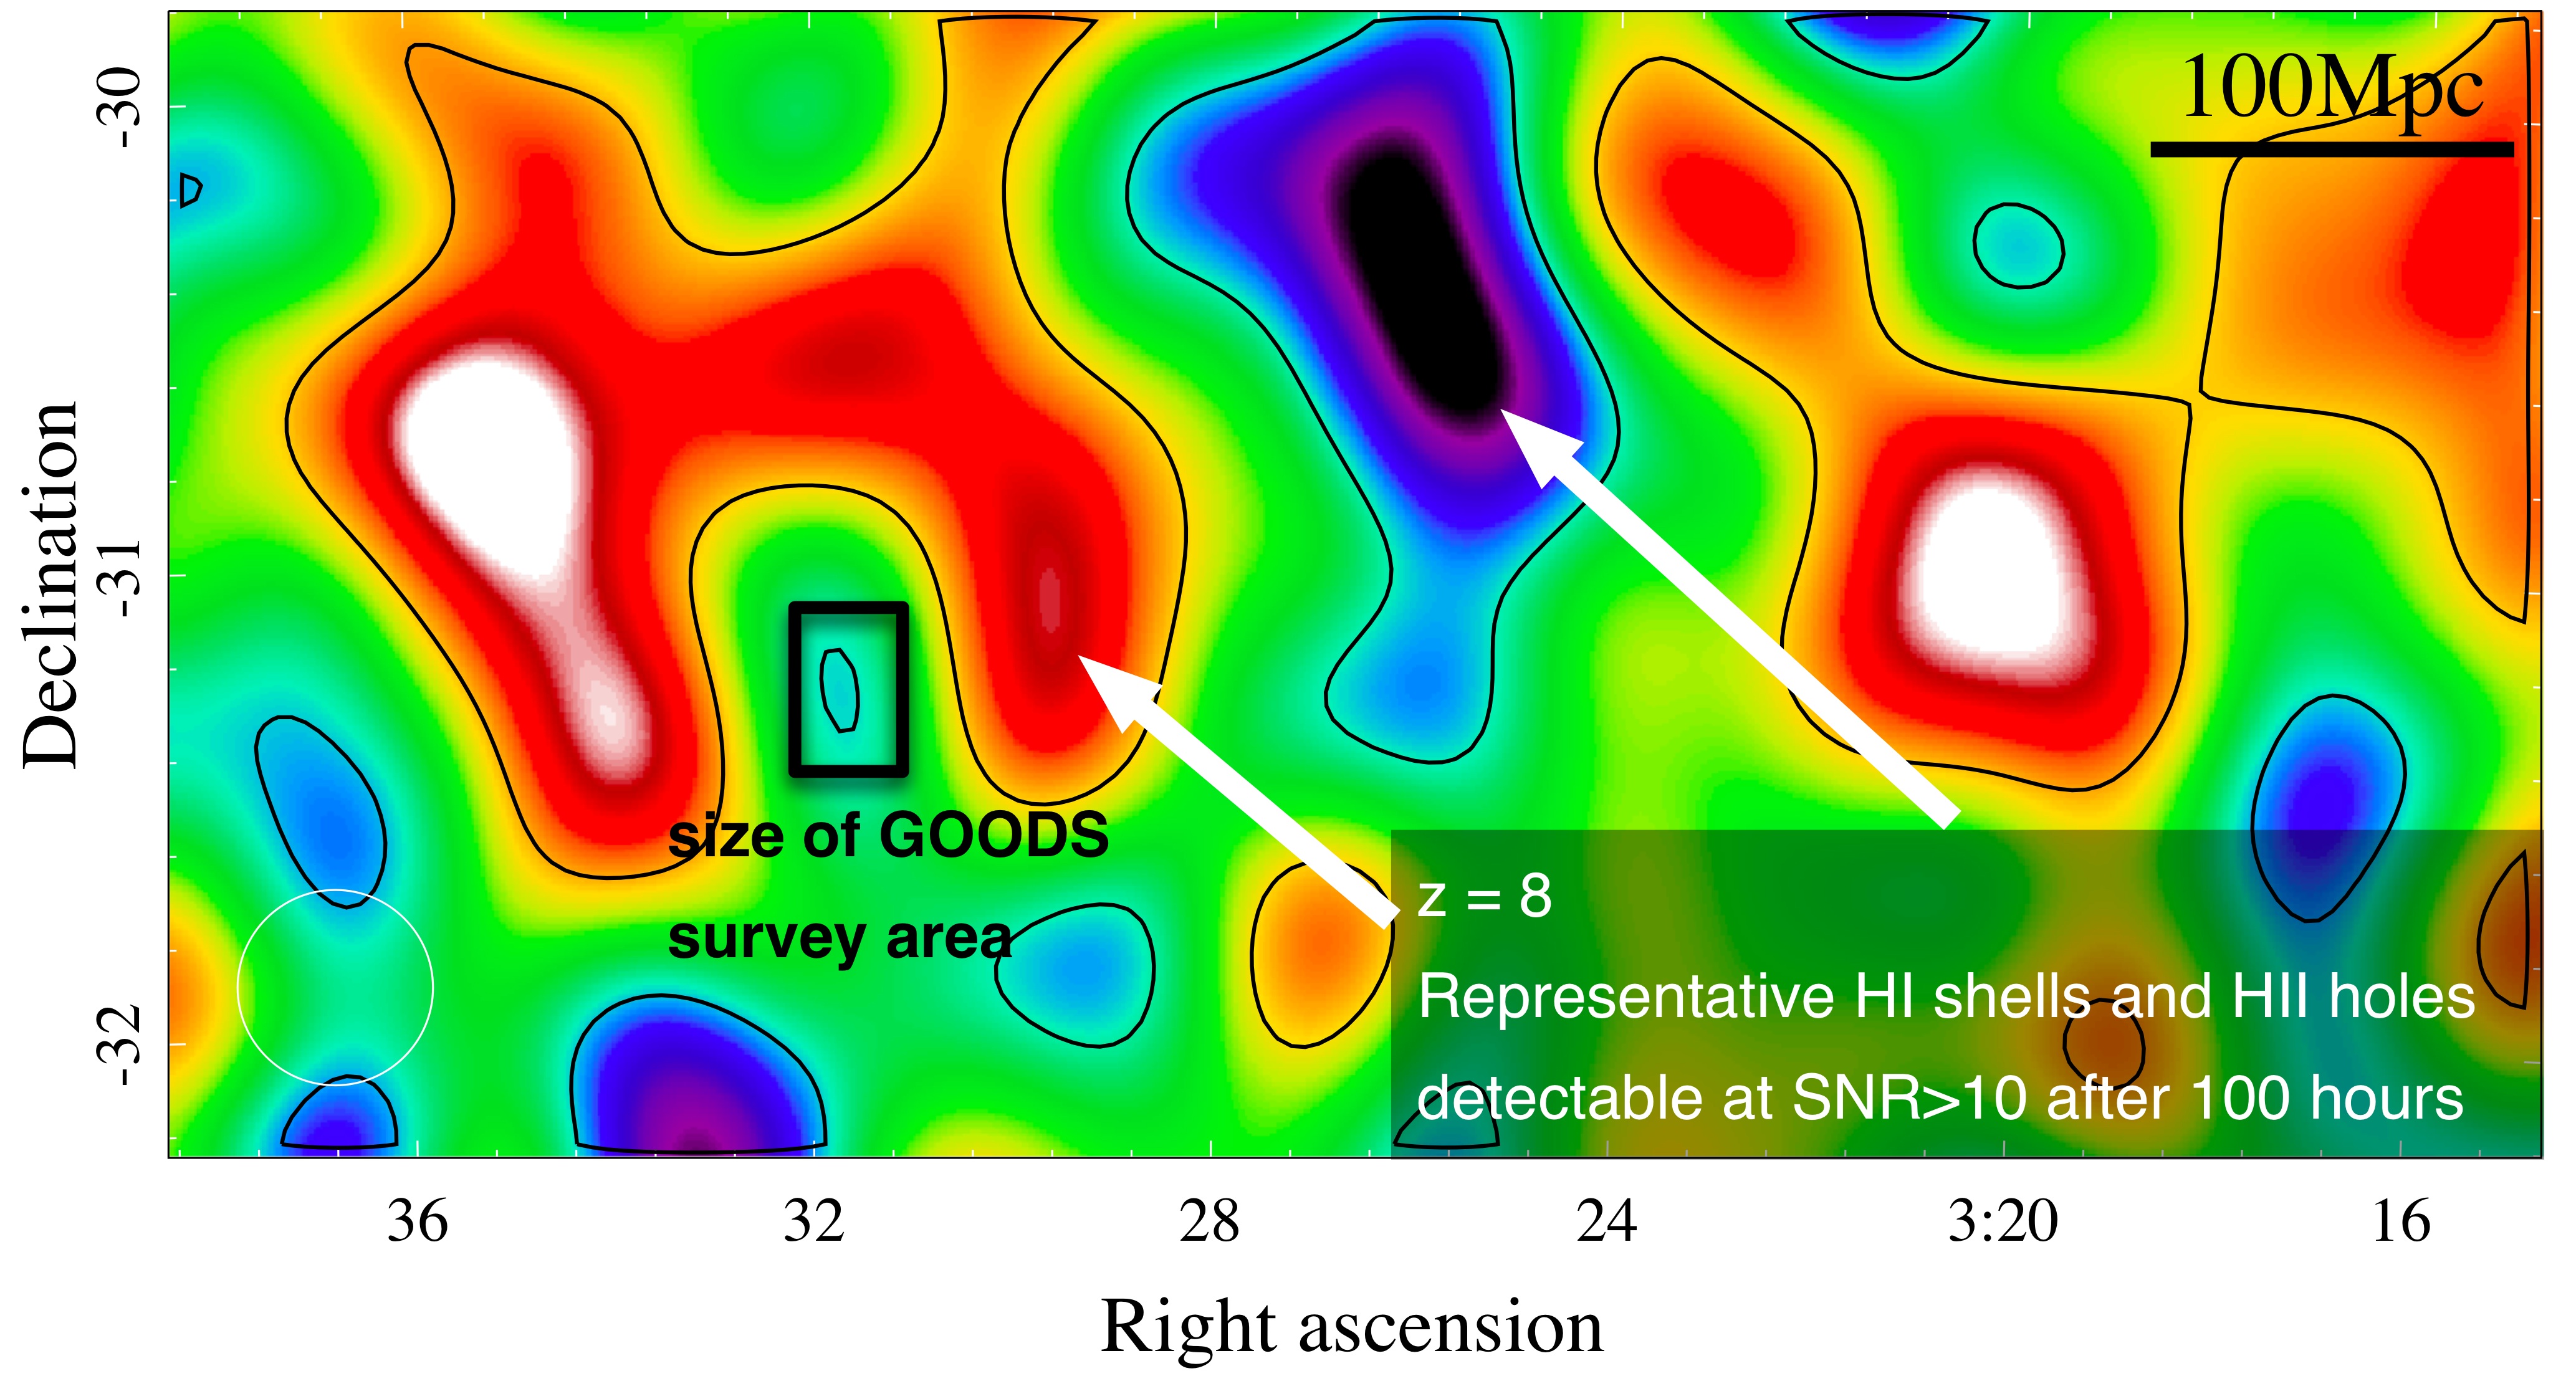 100Mpc
-30
-31
-32
Declination
size of GOODS
survey area
z = 8
Representative HI shells and HII holes
detectable at SNR>10 after 100 hours
36 32 28 24 3:20 16
Right ascension